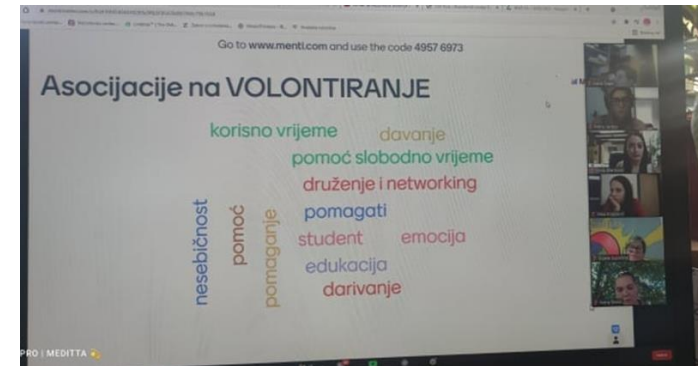 Go to www.menti.com and use the code 4957 6973
Asocijacije na VOLONTIRANJE
korisno vrijeme
davanje
pomoć slobodno vrijeme
druženje i networking
nesebičnost
pomoć
pomaganje
pomagati
student
emocija
edukacija
darivanje
PRO | MEDITTA